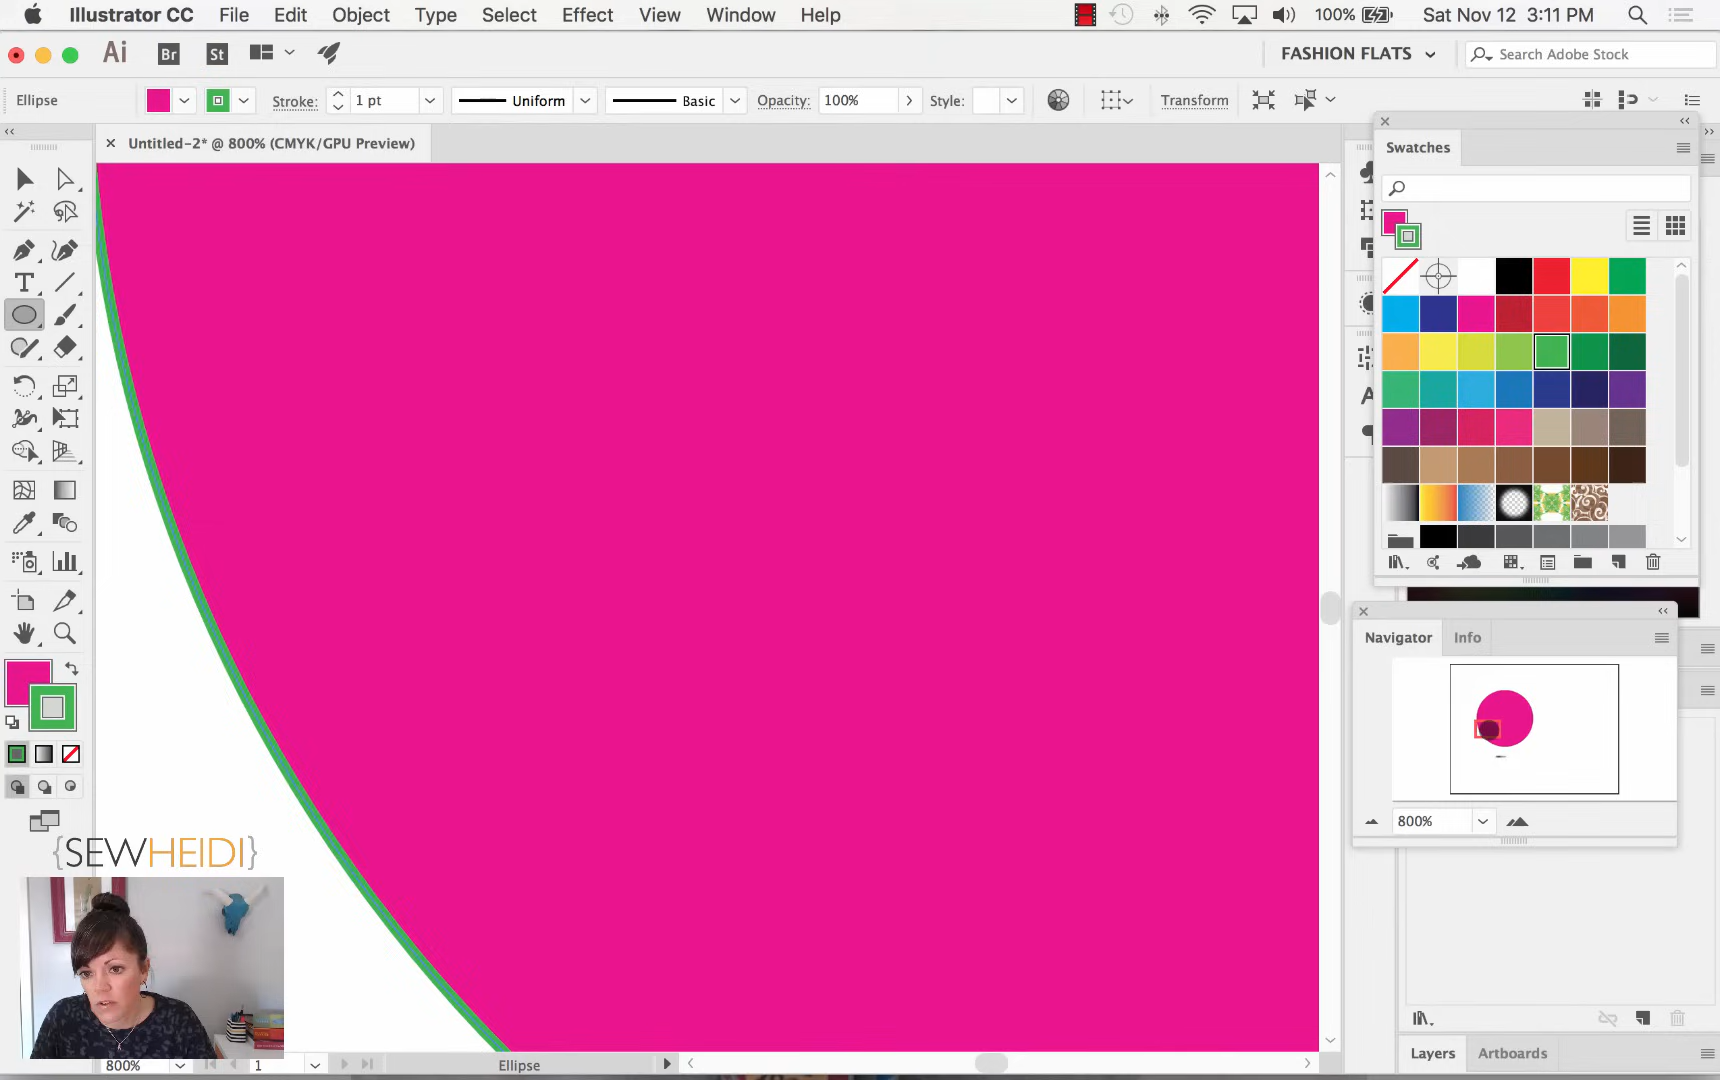 Illustrator CC File Edit Object Type Select Effect View Window Help 100% Sat Nov 12 3:11 PM
Ai Br St FASHION FLATS Search Adobe Stock
Ellipse Stroke: 1 pt Uniform Basic Opacity: 100% Style: Transform
Untitled-2* @ 800% (CMYK/GPU Preview)
Swatches
Navigator Info
800%
{SEWHEIDI}
800% 1 Ellipse
Layers Artboards